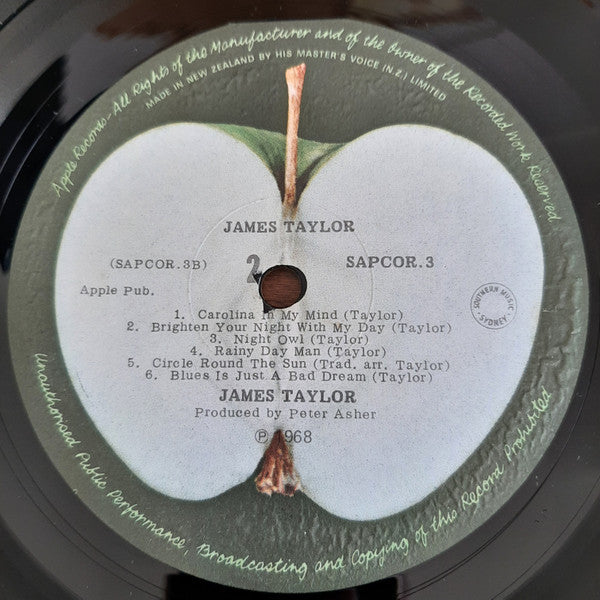 Apple Records—All Rights of the Manufacturer and of the Owner of the Recorded Work Reserved
MADE IN NEW ZEALAND BY HIS MASTER'S VOICE (N.Z.) LIMITED
JAMES TAYLOR
(SAPCOR.3B) 2 SAPCOR.3
Apple Pub.
SOUTHERN MUSIC
·SYDNEY·
1. Carolina In My Mind (Taylor)
2. Brighten Your Night With My Day (Taylor)
3. Night Owl (Taylor)
4. Rainy Day Man (Taylor)
5. Circle Round The Sun (Trad. arr. Taylor)
6. Blues Is Just A Bad Dream (Taylor)
JAMES TAYLOR
Produced by Peter Asher
℗ 1968
Unauthorised Public Performance, Broadcasting and Copying of this Record Prohibited